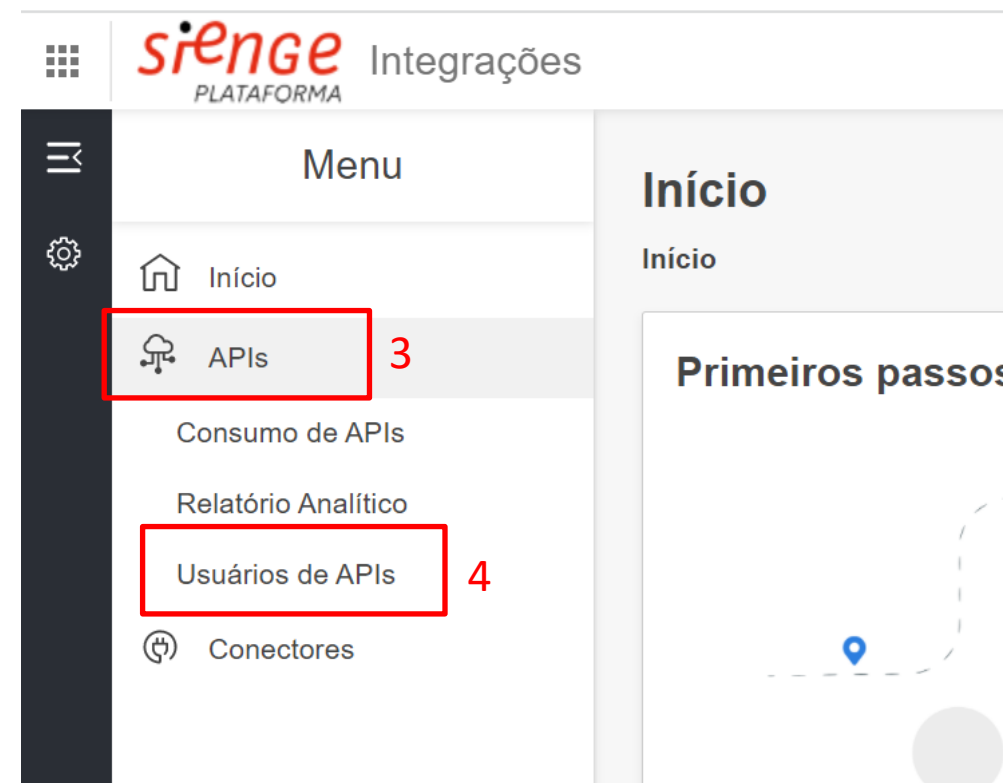 sienge
PLATAFORMA
Integrações
Menu
Início
APIs
3
Consumo de APIs
Relatório Analítico
Usuários de APIs
4
Conectores
Início
Início
Primeiros passos